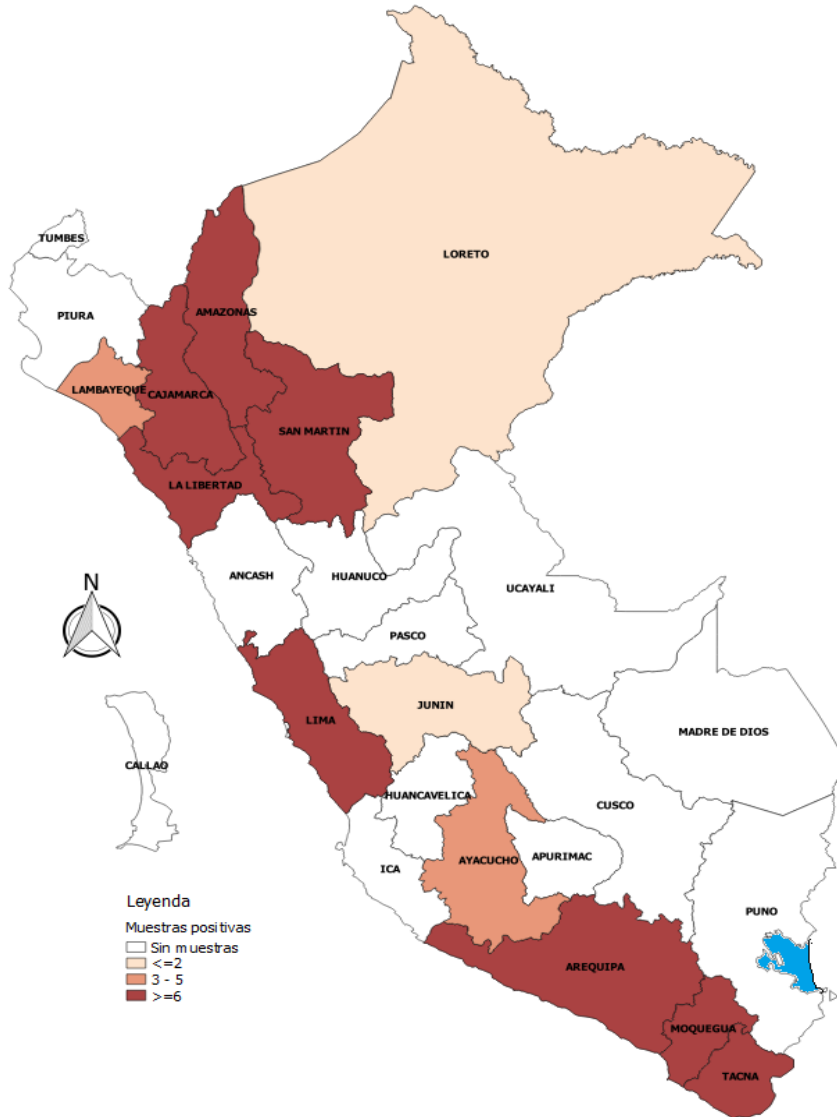 TUMBES
LORETO
PIURA
AMAZONAS
LAMBAYEQUE
CAJAMARCA
SAN MARTIN
LA LIBERTAD
ANCASH
HUANUCO
UCAYALI
N
PASCO
JUNIN
LIMA
MADRE DE DIOS
CALLAO
HUANCAVELICA
CUSCO
AYACUCHO
APURIMAC
ICA
PUNO
AREQUIPA
MOQUEGUA
TACNA
Leyenda
Muestras positivas
Sin muestras
<=2
3 - 5
>=6